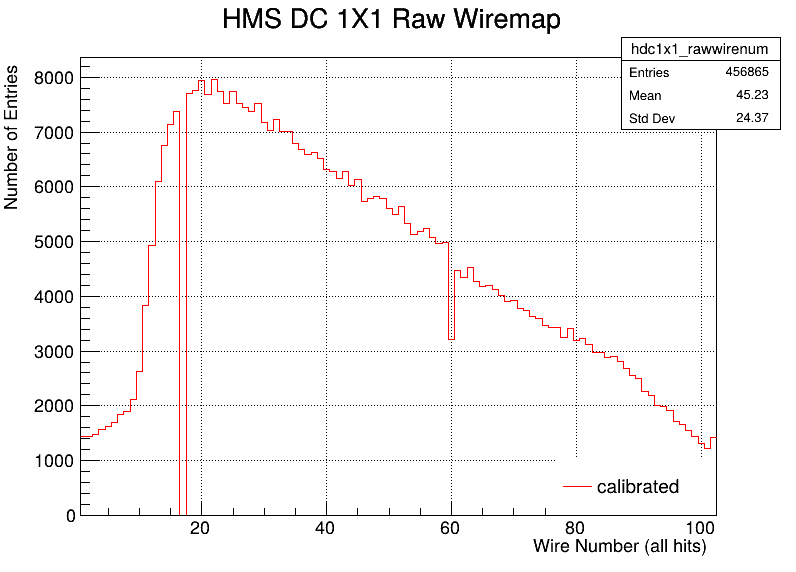 HMS DC 1X1 Raw Wiremap
hdc1x1_rawwirenum
Entries 456865
Mean 45.23
Std Dev 24.37
Number of Entries
8000
7000
6000
5000
4000
3000
2000
1000
0
calibrated
20 40 60 80 100
Wire Number (all hits)